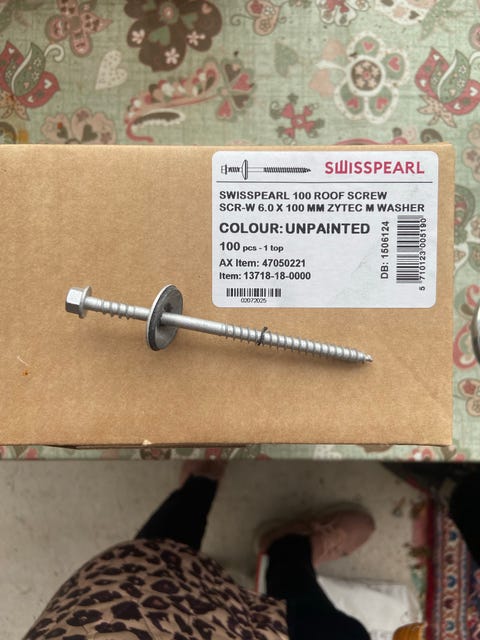 SWISSPEARL
SWISSPEARL 100 ROOF SCREW
SCR-W 6.0 X 100 MM ZYTEC M WASHER
COLOUR: UNPAINTED
100 pcs - 1 top
AX Item: 47050221
Item: 13718-18-0000
02072025
DB: 1506124
5 710123 005190